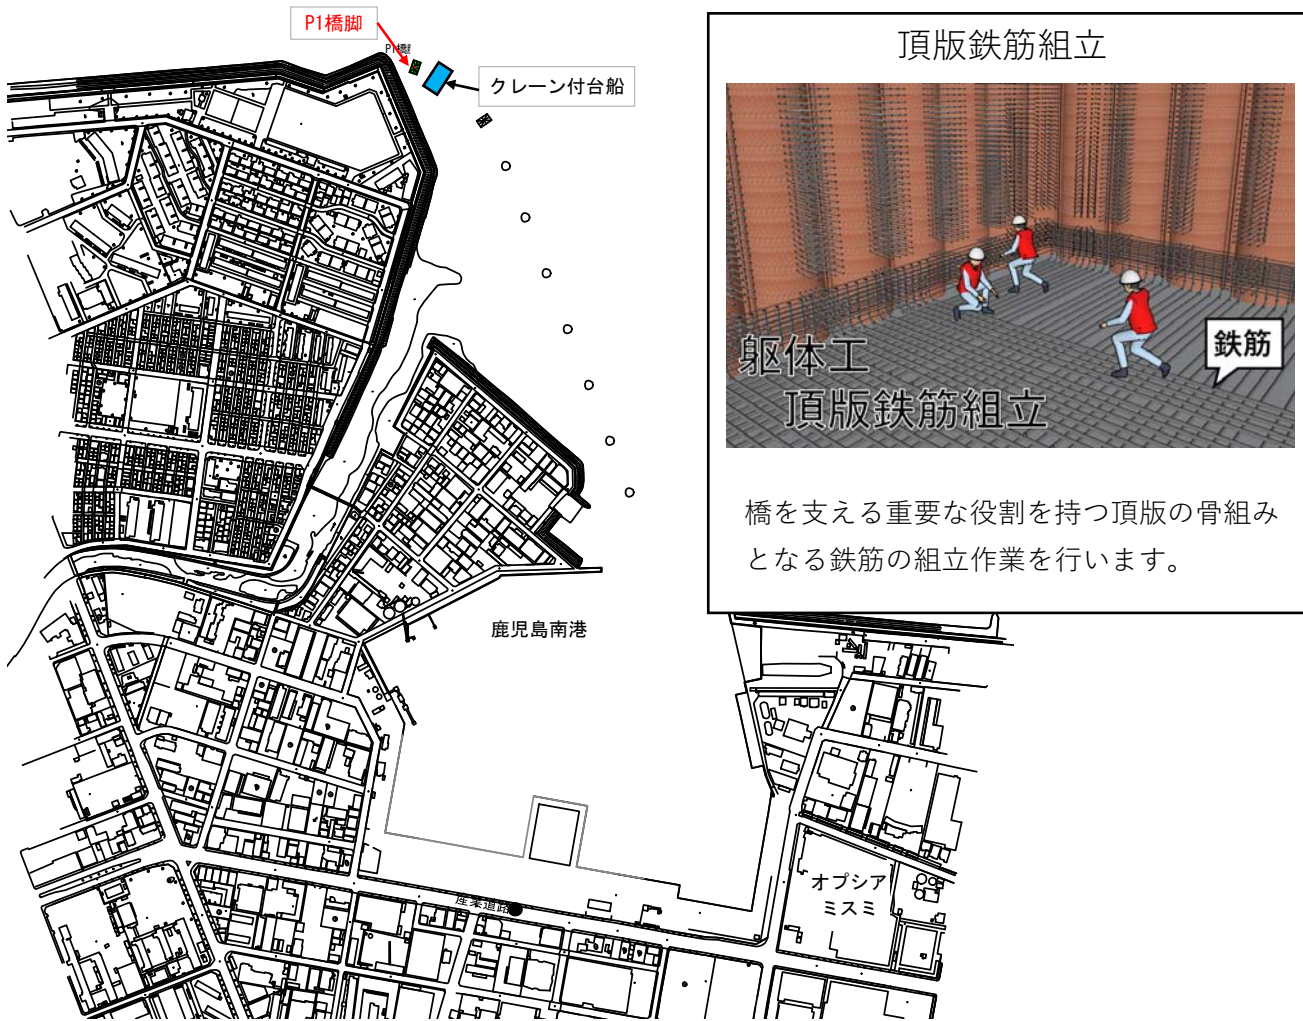 P1橋脚
P1橋脚
クレーン付台船
鹿児島南港
産業道路
オプシア
ミスミ
頂版鉄筋組立
鉄筋
躯体工
頂版鉄筋組立
橋を支える重要な役割を持つ頂版の骨組み
となる鉄筋の組立作業を行います。